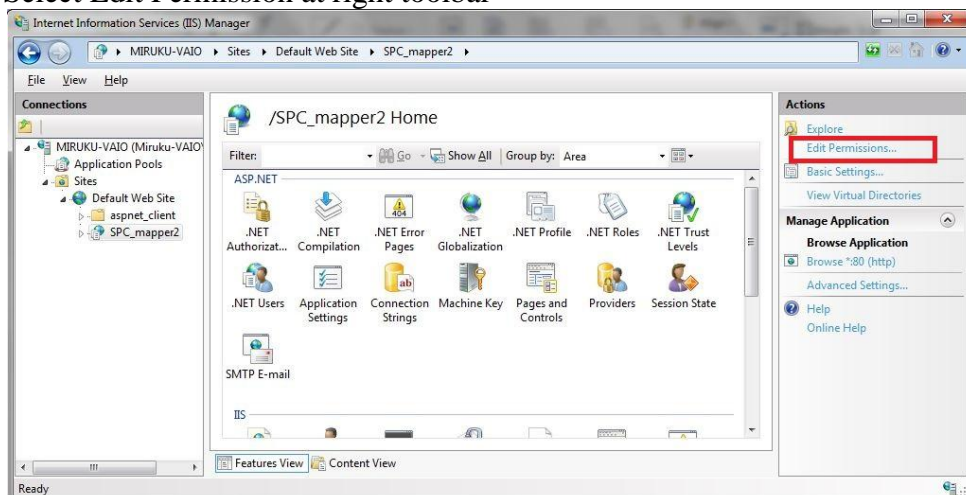 Select Edit Permission at right toolbar
Internet Information Services (IIS) Manager
MIRUKU-VAIO ▸ Sites ▸ Default Web Site ▸ SPC_mapper2 ▸
File View Help
Connections
MIRUKU-VAIO (Miruku-VAIO\
Application Pools
Sites
Default Web Site
aspnet_client
SPC_mapper2
/SPC_mapper2 Home
Filter: Go Show All Group by: Area
ASP.NET
.NET Authorizat...
.NET Compilation
.NET Error Pages
.NET Globalization
.NET Profile
.NET Roles
.NET Trust Levels
.NET Users
Application Settings
Connection Strings
Machine Key
Pages and Controls
Providers
Session State
SMTP E-mail
IIS
Features View Content View
Actions
Explore
Edit Permissions...
Basic Settings...
View Virtual Directories
Manage Application
Browse Application
Browse *:80 (http)
Advanced Settings...
Help
Online Help
Ready